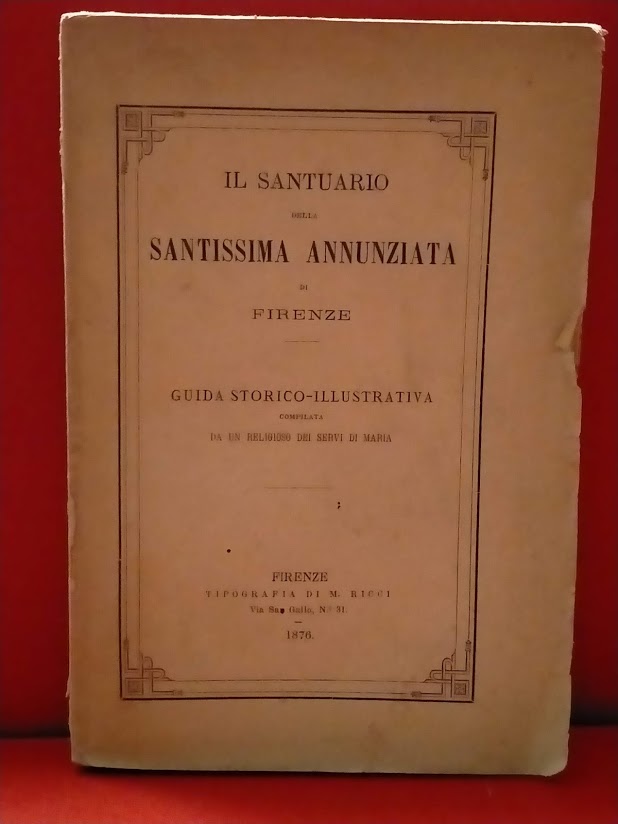 IL SANTUARIO
DELLA
SANTISSIMA ANNUNZIATA
DI
FIRENZE
GUIDA STORICO-ILLUSTRATIVA
COMPILATA
DA UN RELIGIOSO DEI SERVI DI MARIA
FIRENZE
TIPOGRAFIA DI M. RICCI
Via San Gallo, Nº 31.
1876.